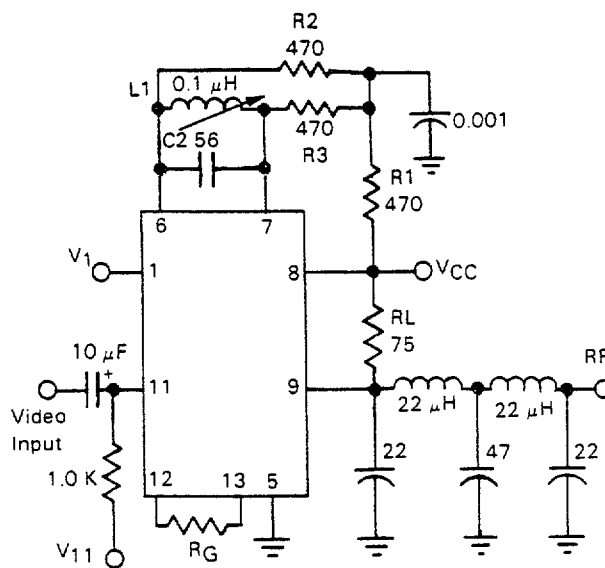 R2
470
L1
0.1 μH
C2 56
470
R3
0.001
R1
470
6
7
V1
1
8
VCC
RL
75
10 μF
+
11
9
22 μH
22 μH
RF
Video
Input
1.0 K
12
13
5
22
47
22
RG
V11